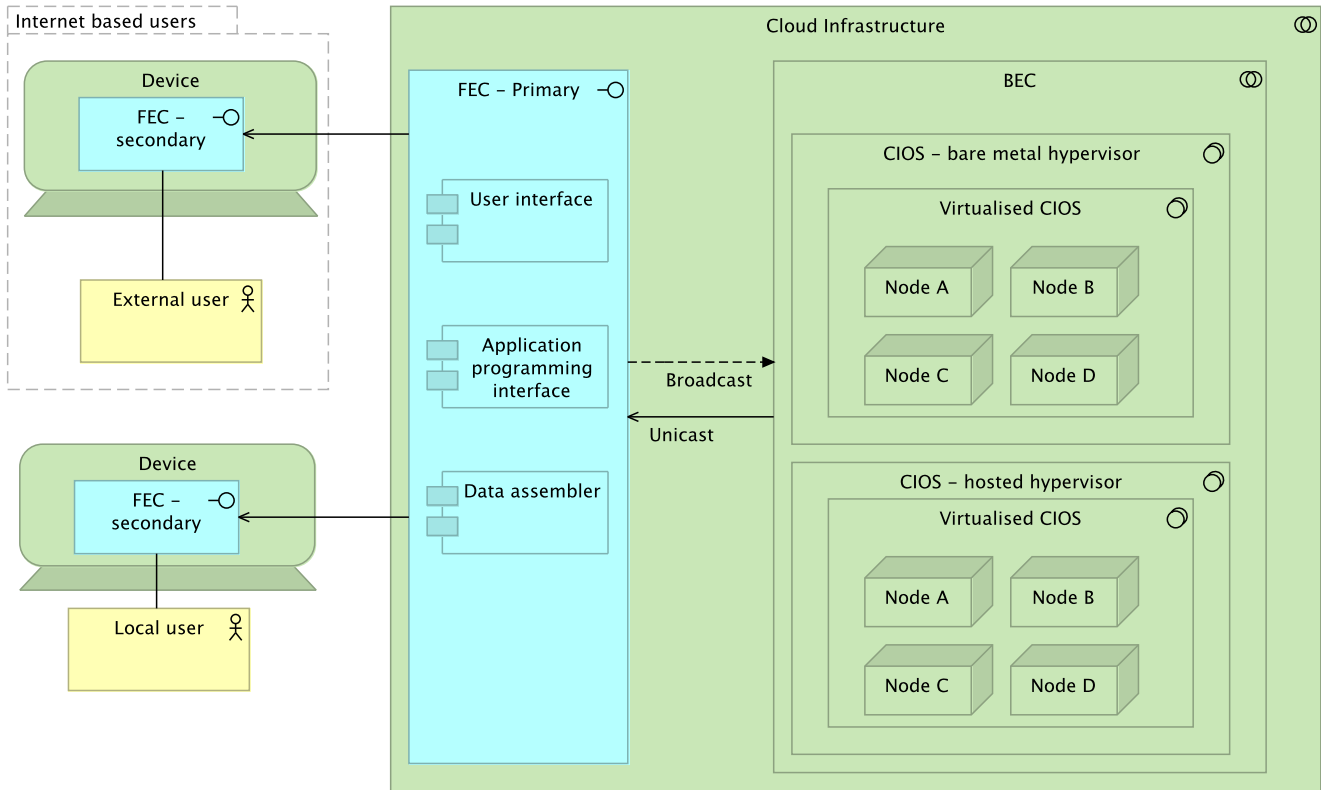 Internet based users
Device
FEC –
secondary
External user
Device
FEC –
secondary
Local user
Cloud Infrastructure
FEC – Primary
User interface
Application
programming
interface
Data assembler
Broadcast
Unicast
BEC
CIOS – bare metal hypervisor
Virtualised CIOS
Node A
Node B
Node C
Node D
CIOS – hosted hypervisor
Virtualised CIOS
Node A
Node B
Node C
Node D